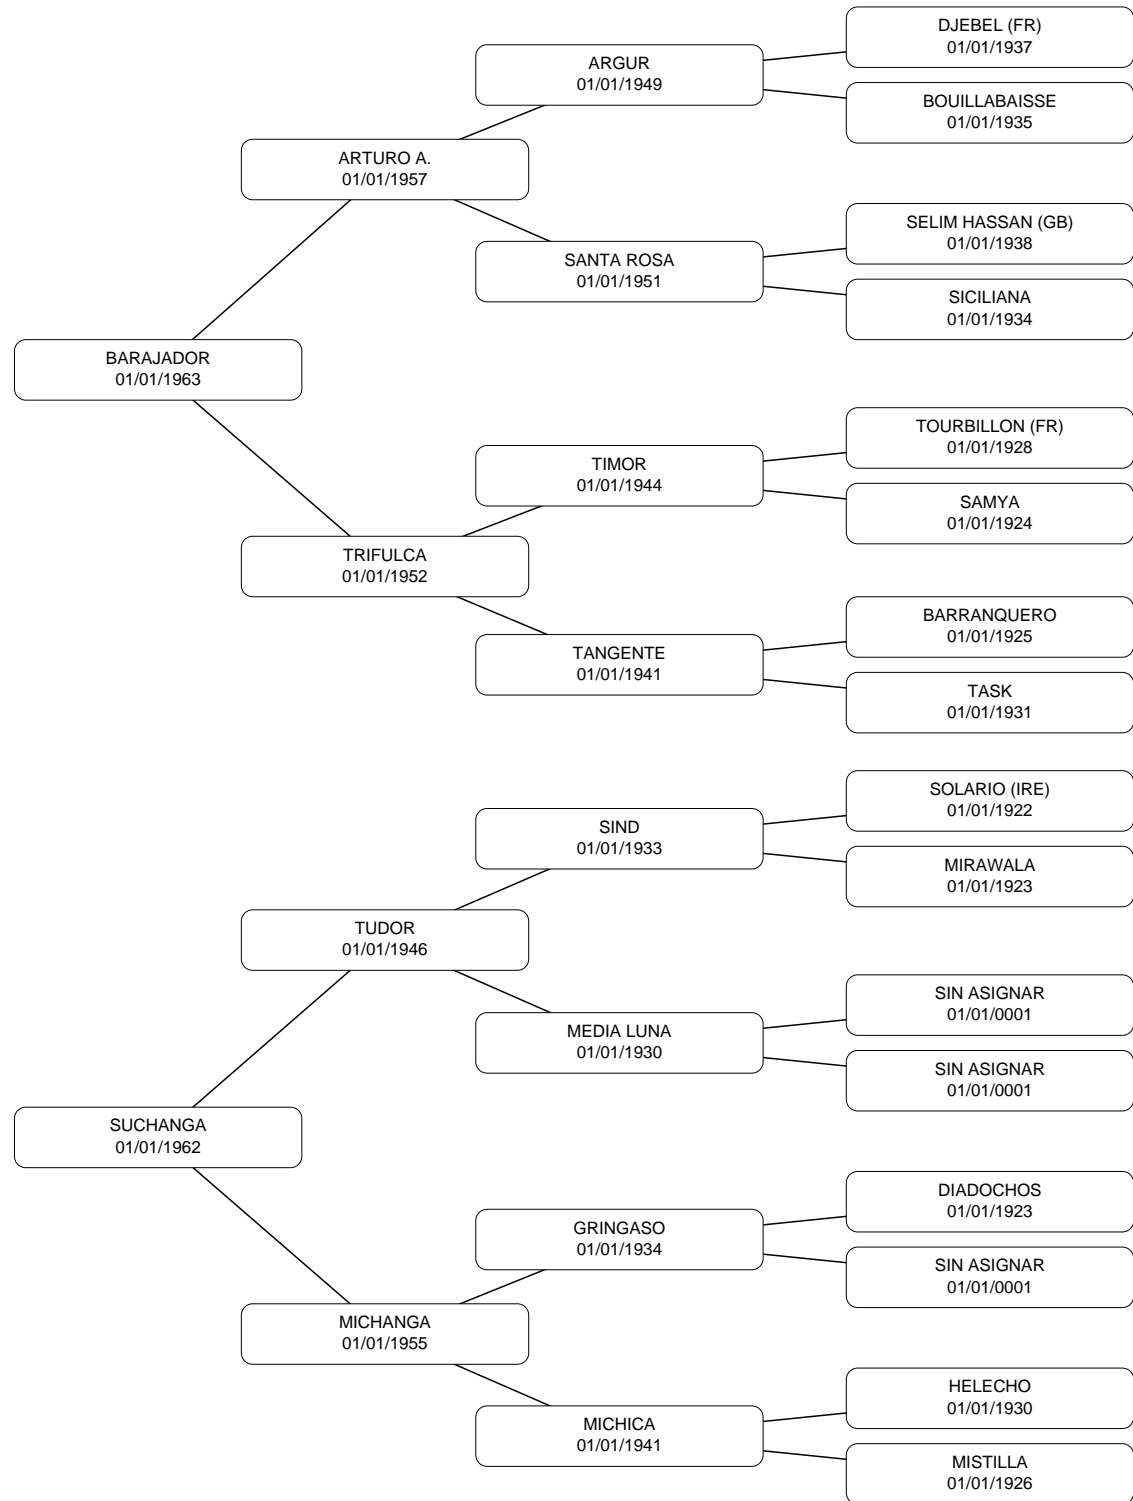 DJEBEL (FR)
01/01/1937
ARGUR
01/01/1949
BOUILLABAISSE
01/01/1935
ARTURO A.
01/01/1957
SELIM HASSAN (GB)
01/01/1938
SANTA ROSA
01/01/1951
SICILIANA
01/01/1934
BARAJADOR
01/01/1963
TOURBILLON (FR)
01/01/1928
TIMOR
01/01/1944
SAMYA
01/01/1924
TRIFULCA
01/01/1952
BARRANQUERO
01/01/1925
TANGENTE
01/01/1941
TASK
01/01/1931
SOLARIO (IRE)
01/01/1922
SIND
01/01/1933
MIRAWALA
01/01/1923
TUDOR
01/01/1946
SIN ASIGNAR
01/01/0001
MEDIA LUNA
01/01/1930
SIN ASIGNAR
01/01/0001
SUCHANGA
01/01/1962
DIADOCHOS
01/01/1923
GRINGASO
01/01/1934
SIN ASIGNAR
01/01/0001
MICHANGA
01/01/1955
HELECHO
01/01/1930
MICHICA
01/01/1941
MISTILLA
01/01/1926